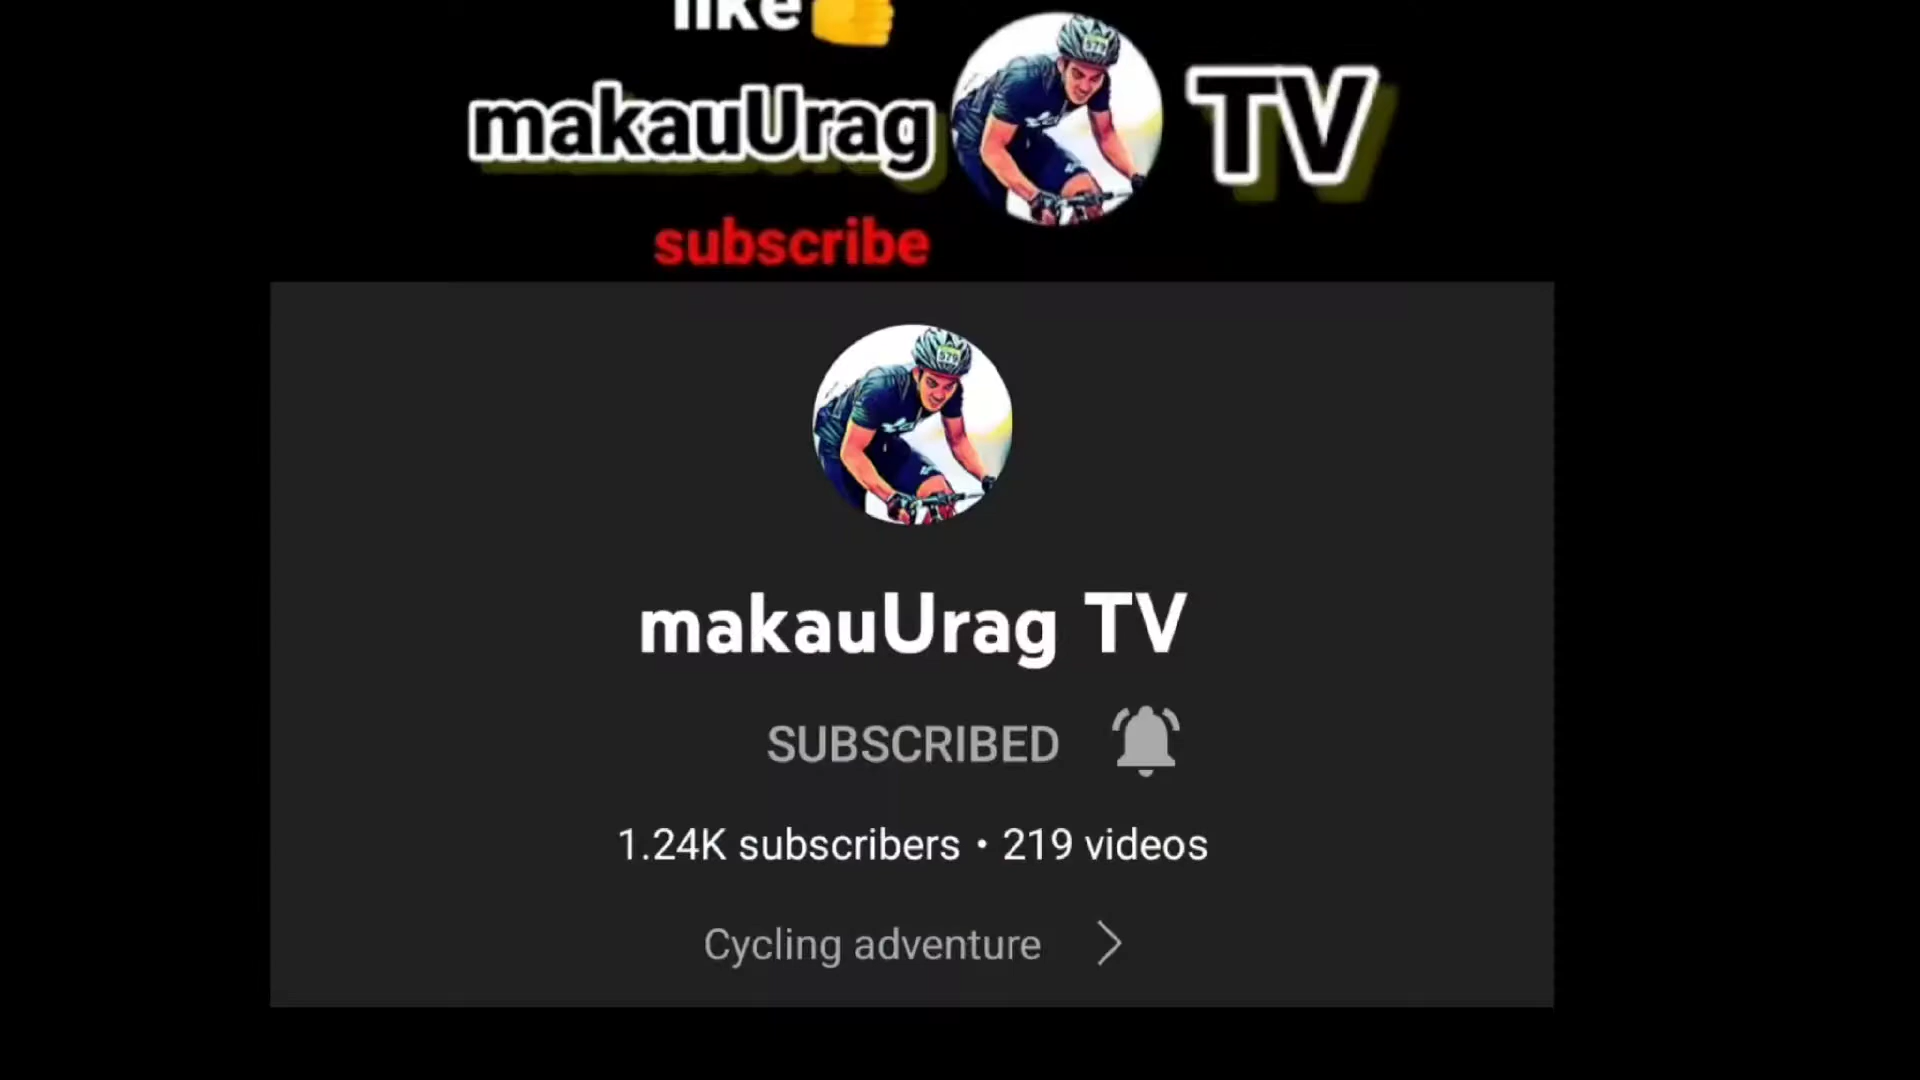 like
makauUrag TV
subscribe
makauUrag TV
SUBSCRIBED
1.24K subscribers • 219 videos
Cycling adventure